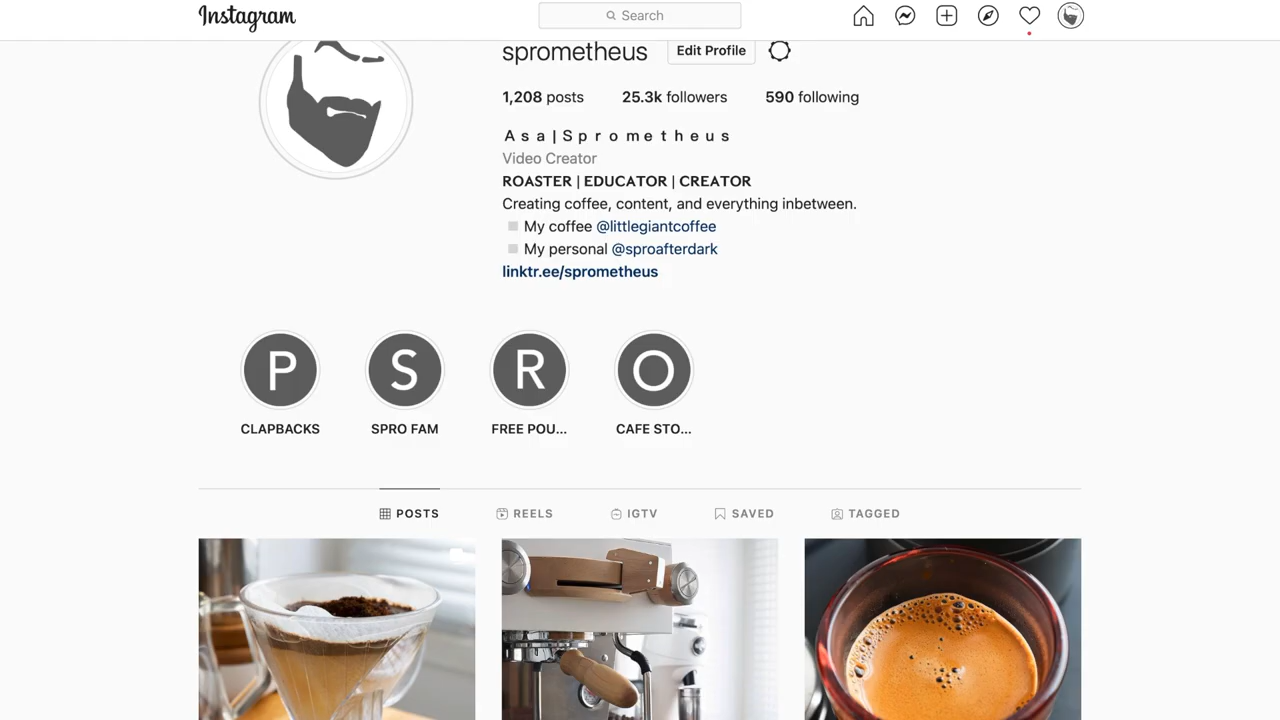 Instagram
Search
sprometheus Edit Profile
1,208 posts 25.3k followers 590 following
Asa|Sprometheus
Video Creator
ROASTER | EDUCATOR | CREATOR
Creating coffee, content, and everything inbetween.
My coffee @littlegiantcoffee
My personal @sproafterdark
linktr.ee/sprometheus
P S R O
CLAPBACKS SPRO FAM FREE POU... CAFE STO...
POSTS REELS IGTV SAVED TAGGED